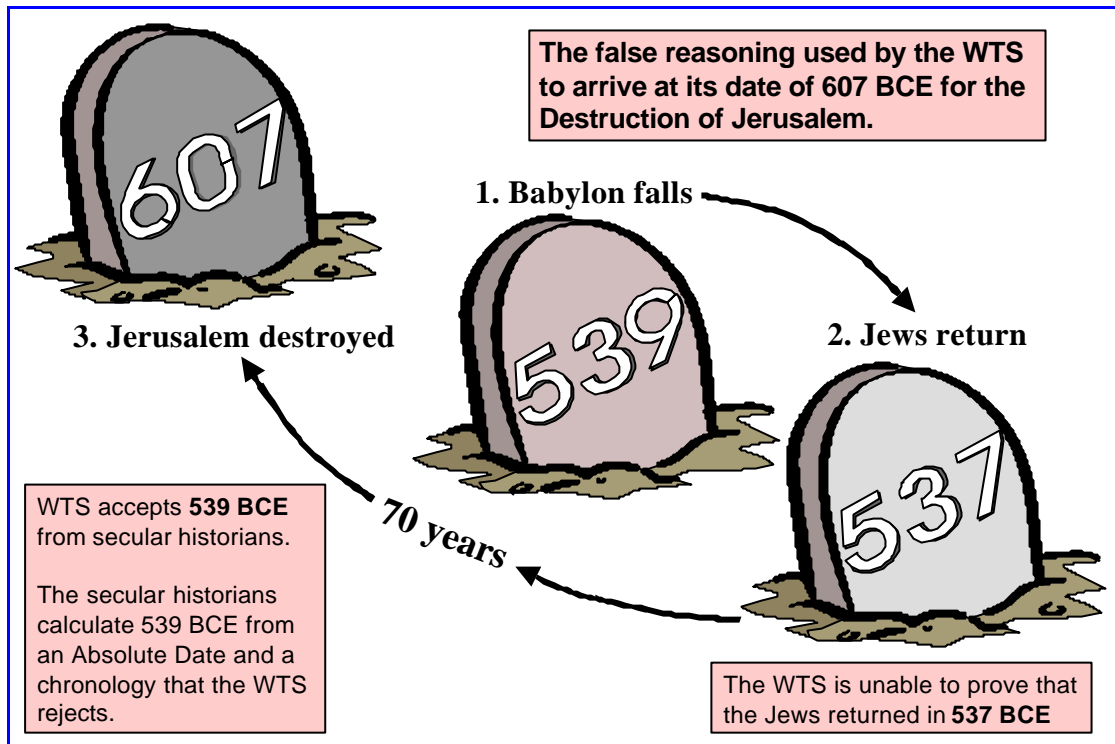 607
The false reasoning used by the WTS
to arrive at its date of 607 BCE for the
Destruction of Jerusalem.
1. Babylon falls
539
3. Jerusalem destroyed
2. Jews return
537
70 years
WTS accepts 539 BCE
from secular historians.
The secular historians
calculate 539 BCE from
an Absolute Date and a
chronology that the WTS
rejects.
The WTS is unable to prove that
the Jews returned in 537 BCE